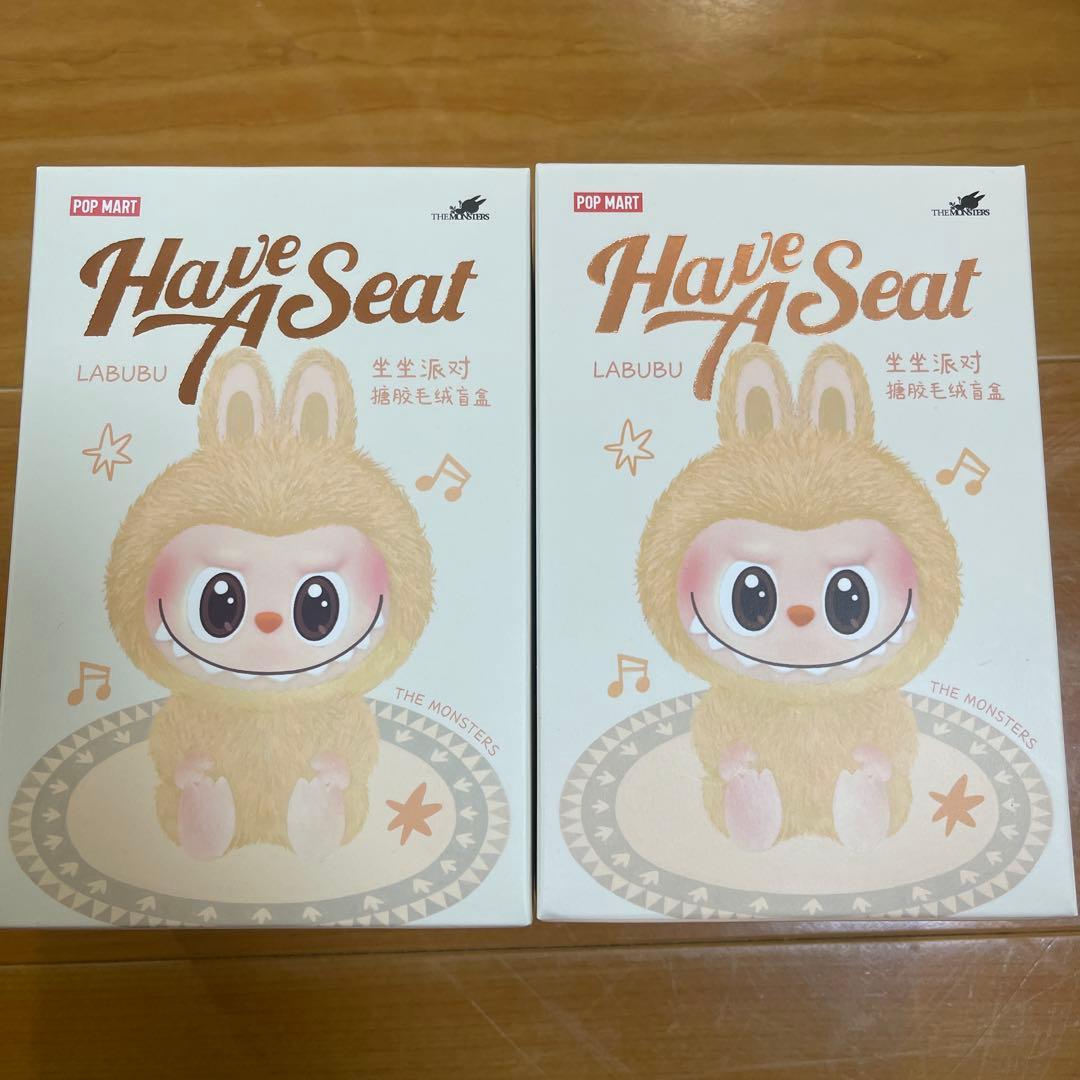 POP MART
THE MONSTERS
Have
A Seat
LABUBU
坐坐派对
搪胶毛绒盲盒
THE MONSTERS
POP MART
THE MONSTERS
Have
A Seat
LABUBU
坐坐派对
搪胶毛绒盲盒
THE MONSTERS